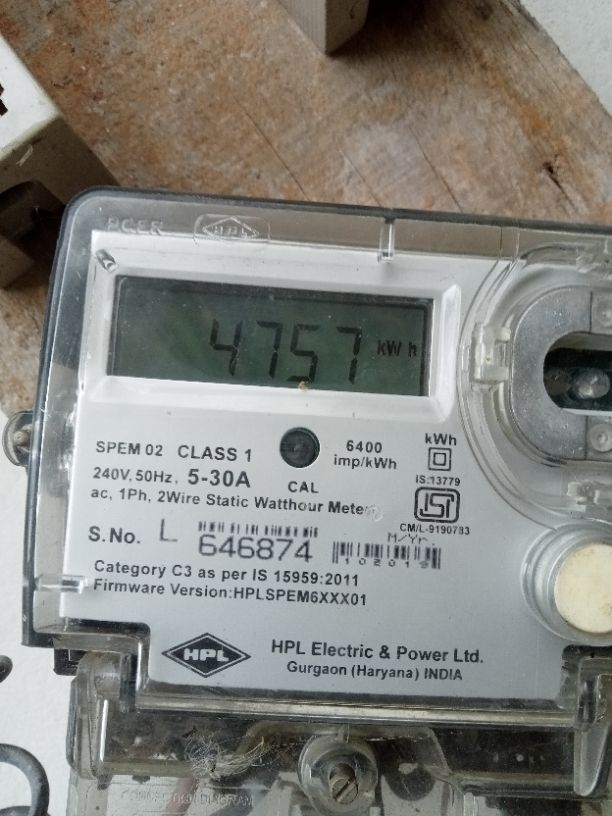 HPL
4757 kWh
SPEM 02 CLASS 1
6400 imp/kWh
kWh
240V, 50Hz, 5-30A
CAL
IS:13779
ac, 1Ph, 2Wire Static Watthour Meter
ISI
CM/L-9190783
S.No. L 646874
M/Yr.
102019
Category C3 as per IS 15959:2011
Firmware Version:HPLSPEM6XXX01
HPL
HPL Electric & Power Ltd.
Gurgaon (Haryana) INDIA